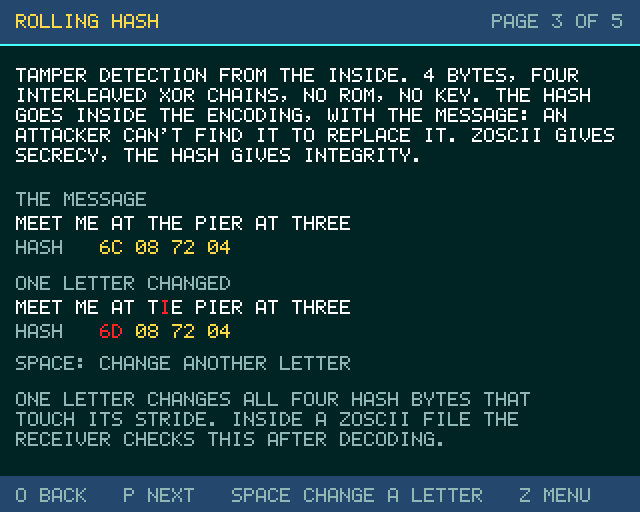 ROLLING HASH PAGE 3 OF 5
TAMPER DETECTION FROM THE INSIDE. 4 BYTES, FOUR
INTERLEAVED XOR CHAINS, NO ROM, NO KEY. THE HASH
GOES INSIDE THE ENCODING, WITH THE MESSAGE: AN
ATTACKER CAN'T FIND IT TO REPLACE IT. ZOSCII GIVES
SECRECY, THE HASH GIVES INTEGRITY.
THE MESSAGE
MEET ME AT THE PIER AT THREE
HASH 6C 08 72 04
ONE LETTER CHANGED
MEET ME AT TIE PIER AT THREE
HASH 6D 08 72 04
SPACE: CHANGE ANOTHER LETTER
ONE LETTER CHANGES ALL FOUR HASH BYTES THAT
TOUCH ITS STRIDE. INSIDE A ZOSCII FILE THE
RECEIVER CHECKS THIS AFTER DECODING.
O BACK P NEXT SPACE CHANGE A LETTER Z MENU